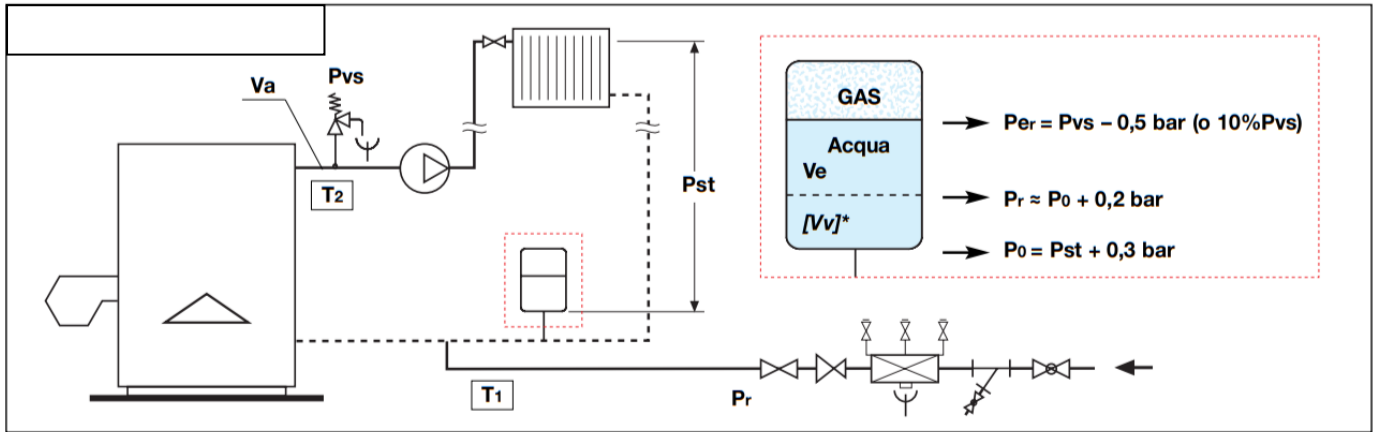 Va
Pvs
T2
Pst
T1
Pr
GAS
Acqua
Ve
[Vv]*
Per = Pvs – 0,5 bar (o 10%Pvs)
Pr ≈ P0 + 0,2 bar
P0 = Pst + 0,3 bar